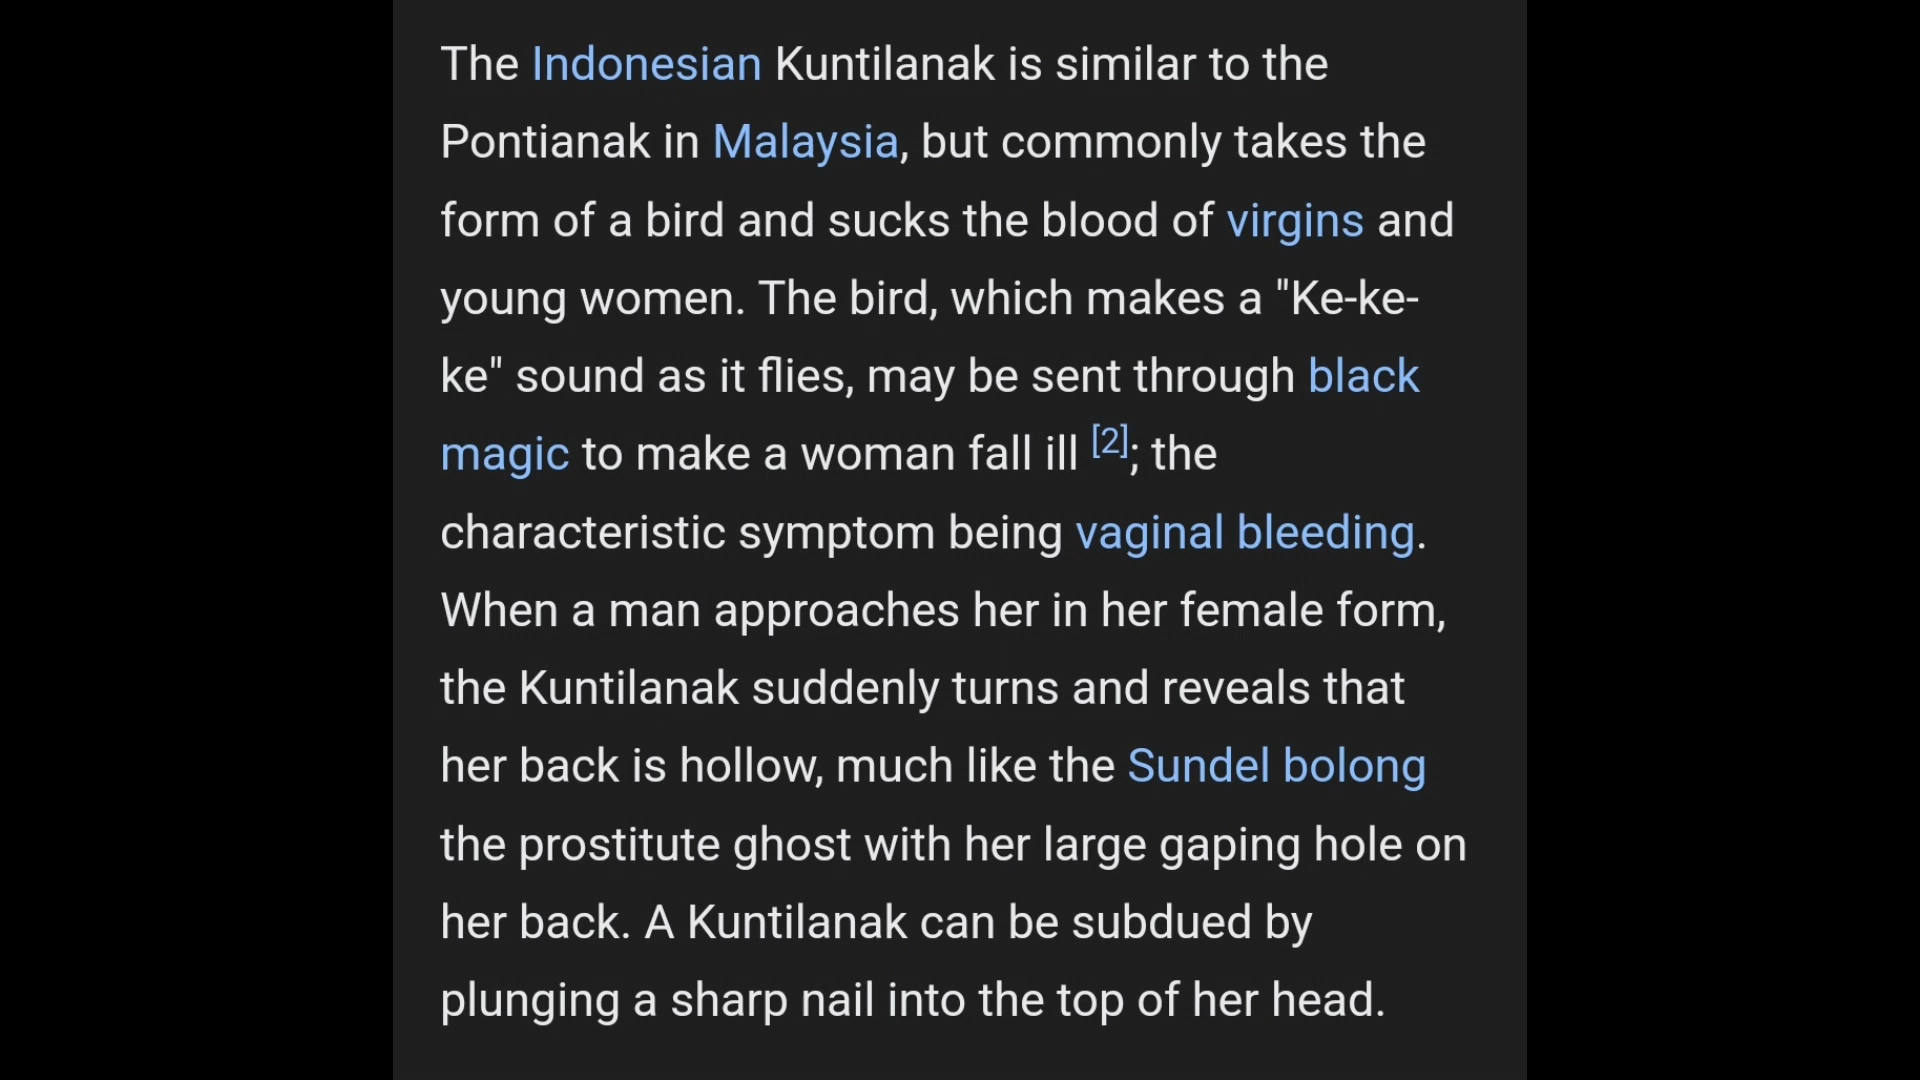 The Indonesian Kuntilanak is similar to the
Pontianak in Malaysia, but commonly takes the
form of a bird and sucks the blood of virgins and
young women. The bird, which makes a "Ke-ke-
ke" sound as it flies, may be sent through black
magic to make a woman fall ill [2]; the
characteristic symptom being vaginal bleeding.
When a man approaches her in her female form,
the Kuntilanak suddenly turns and reveals that
her back is hollow, much like the Sundel bolong
the prostitute ghost with her large gaping hole on
her back. A Kuntilanak can be subdued by
plunging a sharp nail into the top of her head.